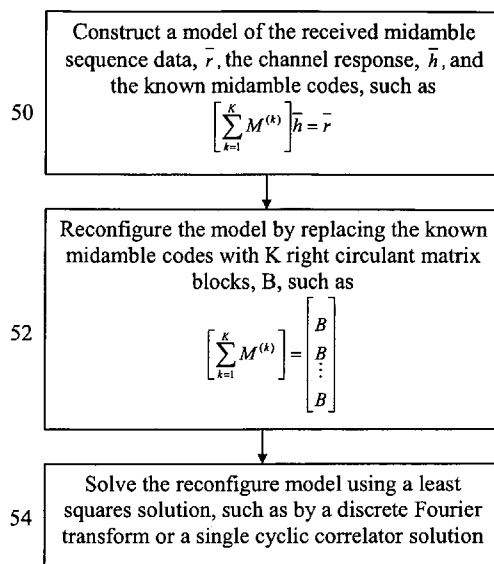 Construct a model of the received midamble
sequence data, r̄, the channel response, h̄, and
the known midamble codes, such as
50
[∑_{k=1}^{K} M^{(k)}] h̄ = r̄
Reconfigure the model by replacing the known
midamble codes with K right circulant matrix
blocks, B, such as
52
[∑_{k=1}^{K} M^{(k)}] = [B B ⋮ B]
Solve the reconfigure model using a least
54
squares solution, such as by a discrete Fourier
transform or a single cyclic correlator solution